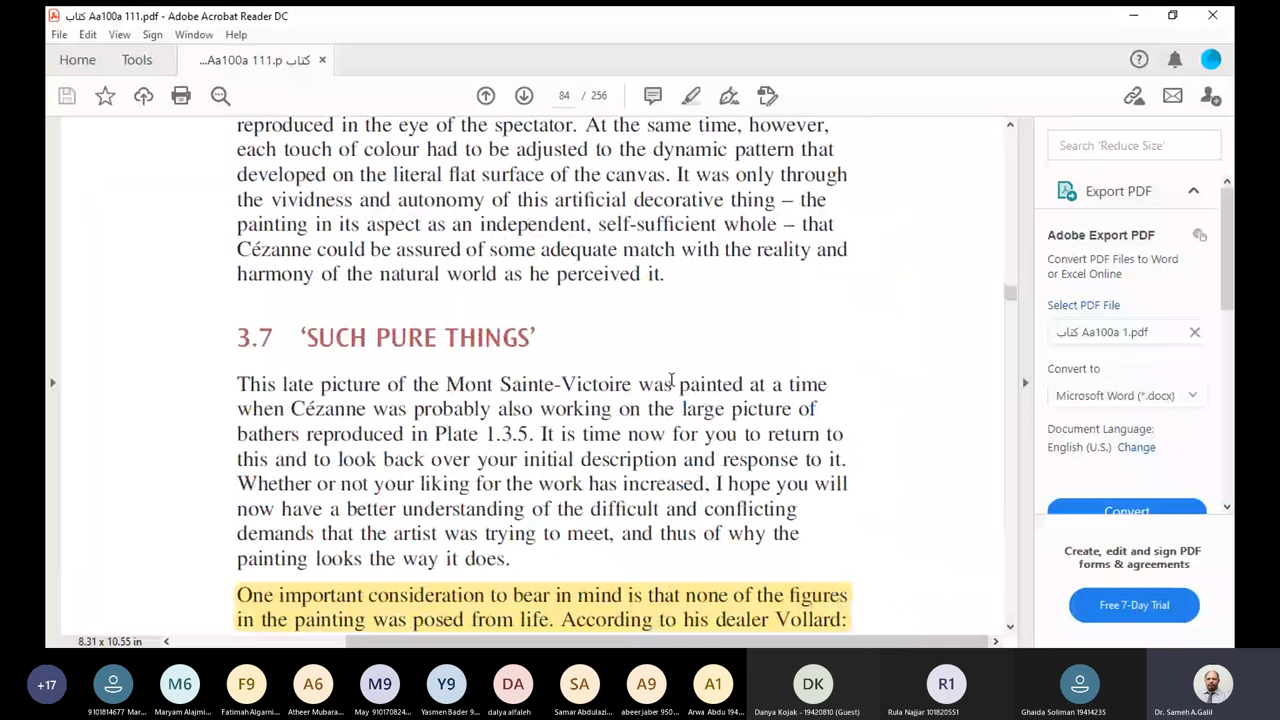 كتاب Aa100a 111.pdf - Adobe Acrobat Reader DC
File Edit View Sign Window Help
Home Tools
...Aa100a 111.p كتاب ×
84 / 256
reproduced in the eye of the spectator. At the same time, however,
each touch of colour had to be adjusted to the dynamic pattern that
developed on the literal flat surface of the canvas. It was only through
the vividness and autonomy of this artificial decorative thing – the
painting in its aspect as an independent, self-sufficient whole – that
Cézanne could be assured of some adequate match with the reality and
harmony of the natural world as he perceived it.
3.7 ‘SUCH PURE THINGS’
This late picture of the Mont Sainte-Victoire was painted at a time
when Cézanne was probably also working on the large picture of
bathers reproduced in Plate 1.3.5. It is time now for you to return to
this and to look back over your initial description and response to it.
Whether or not your liking for the work has increased, I hope you will
now have a better understanding of the difficult and conflicting
demands that the artist was trying to meet, and thus of why the
painting looks the way it does.
One important consideration to bear in mind is that none of the figures
in the painting was posed from life. According to his dealer Vollard:
8.31 x 10.55 in
Search 'Reduce Size'
Export PDF
Adobe Export PDF
Convert PDF Files to Word
or Excel Online
Select PDF File
كتاب Aa100a 1.pdf
Convert to
Microsoft Word (*.docx)
Document Language:
English (U.S.) Change
Convert
Create, edit and sign PDF
forms & agreements
Free 7-Day Trial
+17 M6 F9 A6 M9 Y9 DA SA A9 A1 DK R1
9101814677 Mar...
Maryam Alajmi...
Fatimah Algarni...
Atheer Mubara...
May 910170824...
Yasmen Bader 9...
dalya alfaleh
Samar Abdulazi...
abeer jaber 950...
Arwa Abdu 194...
Danya Kojak - 19420810 (Guest)
Rula Najjar 101820551
Ghaida Soliman 19414235
Dr. Sameh A.Galil